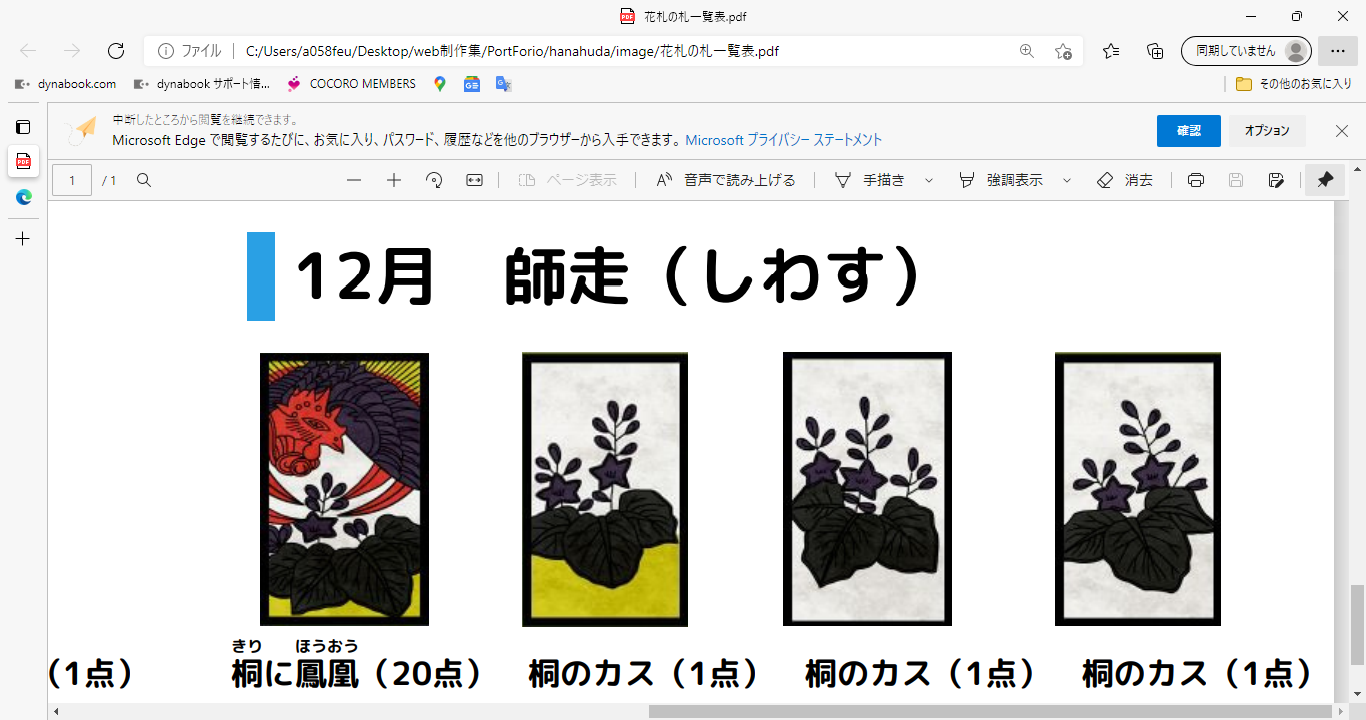 花札の札一覧表.pdf
ファイル C:/Users/a058feu/Desktop/web制作集/PortForio/hanahuda/image/花札の札一覧表.pdf 同期していません
dynabook.com dynabook サポート情... COCORO MEMBERS その他のお気に入り
中断したところから閲覧を継続できます。
Microsoft Edge で閲覧するたびに、お気に入り、パスワード、履歴などを他のブラウザーから入手できます。 Microsoft プライバシー ステートメント 確認 オプション
1 / 1 ページ表示 音声で読み上げる 手描き 強調表示 消去
12月 師走（しわす）
きり ほうおう
（1点） 桐に鳳凰（20点） 桐のカス（1点） 桐のカス（1点） 桐のカス（1点）